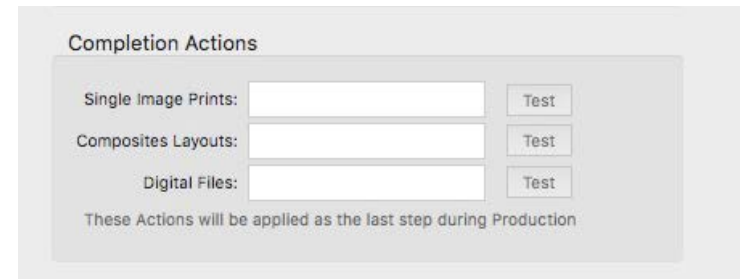 Completion Actions
Single Image Prints: Test
Composites Layouts: Test
Digital Files: Test
These Actions will be applied as the last step during Production